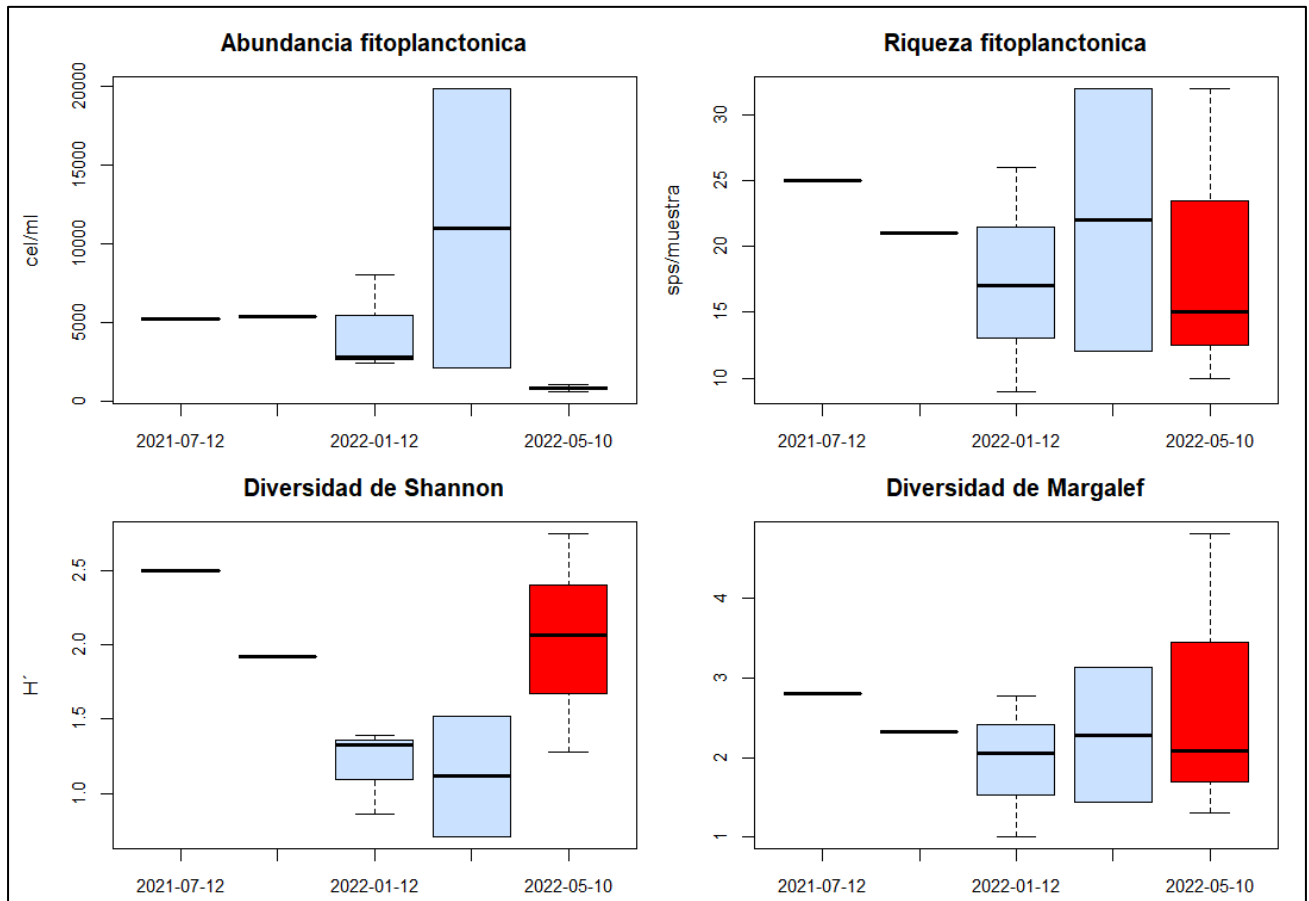 Abundancia fitoplanctonica
cel/ml
20000
15000
10000
5000
0
2021-07-12 2022-01-12 2022-05-10
Riqueza fitoplanctonica
sps/muestra
30
25
20
15
10
2021-07-12 2022-01-12 2022-05-10
Diversidad de Shannon
H´
2.5
2.0
1.5
1.0
2021-07-12 2022-01-12 2022-05-10
Diversidad de Margalef
4
3
2
1
2021-07-12 2022-01-12 2022-05-10